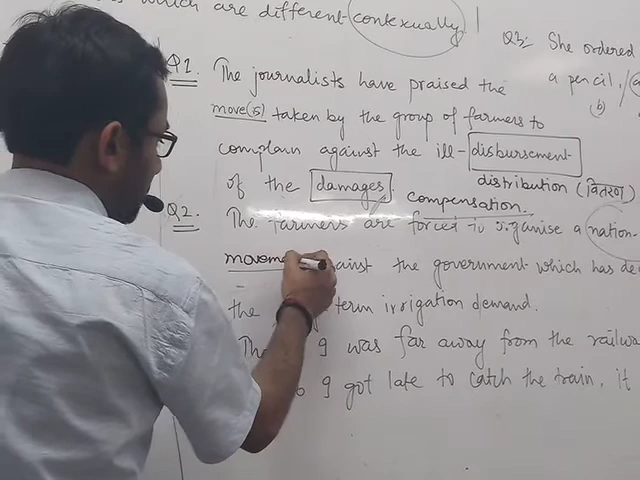 which are different contexually
Q1. The journalists have praised the
move(s) taken by the group of farmers to
complain against the ill-disbursement
distribution (वितरण)
of the damages.
compensation.
Q2. The farmers are forced to organise a nation-
the government which has de
the term irrigation demand.
I was far away from the railwa
I got late to catch the train, it
Q3: She ordered
a pencil, /
(b)